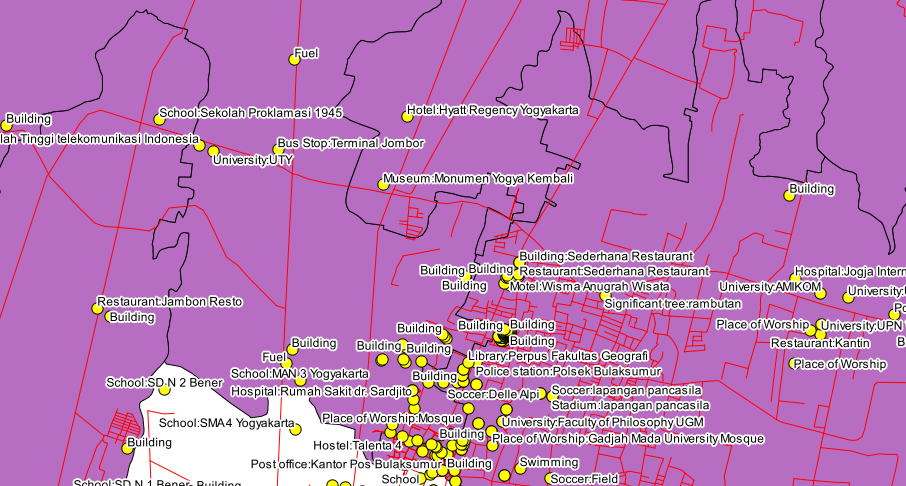 Fuel
School:Sekolah Proklamasi 1945
Hotel:Hyatt Regency Yogyakarta
Building
lah Tinggi telekomunikasi Indonesia
Bus Stop:Terminal Jombor
University:UTY
Museum:Monumen Yogya Kembali
Building
Building:Sederhana Restaurant
Building
Building
Restaurant:Sederhana Restaurant
Hospital:Jogja Intern
Building
Motel:Wisma Anugrah Wisata
University:AMIKOM
University:
Restaurant:Jambon Resto
Significant tree:rambutan
Po
Building
Building
Building
Building
Place of Worship
University:UPN
Building
Building
Building
Building
Restaurant:Kantin
B
Fuel
Library:Perpus Fakultas Geografi
Place of Worship
School:MAN 3 Yogyakarta
Building
Police station:Polsek Bulaksumur
School:SD N 2 Bener
Hospital:Rumah Sakit dr. Sardjito
Soccer:Delle Alpi
Soccer:lapangan pancasila
Stadium:lapangan pancasila
School:SMA4 Yogyakarta
Place of Worship:Mosque
University:Faculty of Philosophy UGM
Building
Hostel:Talenta 4
Building
Place of Worship:Gadjah Mada University Mosque
Post office:Kantor Pos Bulaksumur
Building
Swimming
School:SD N 1 Bener
Building
School
Soccer:Field